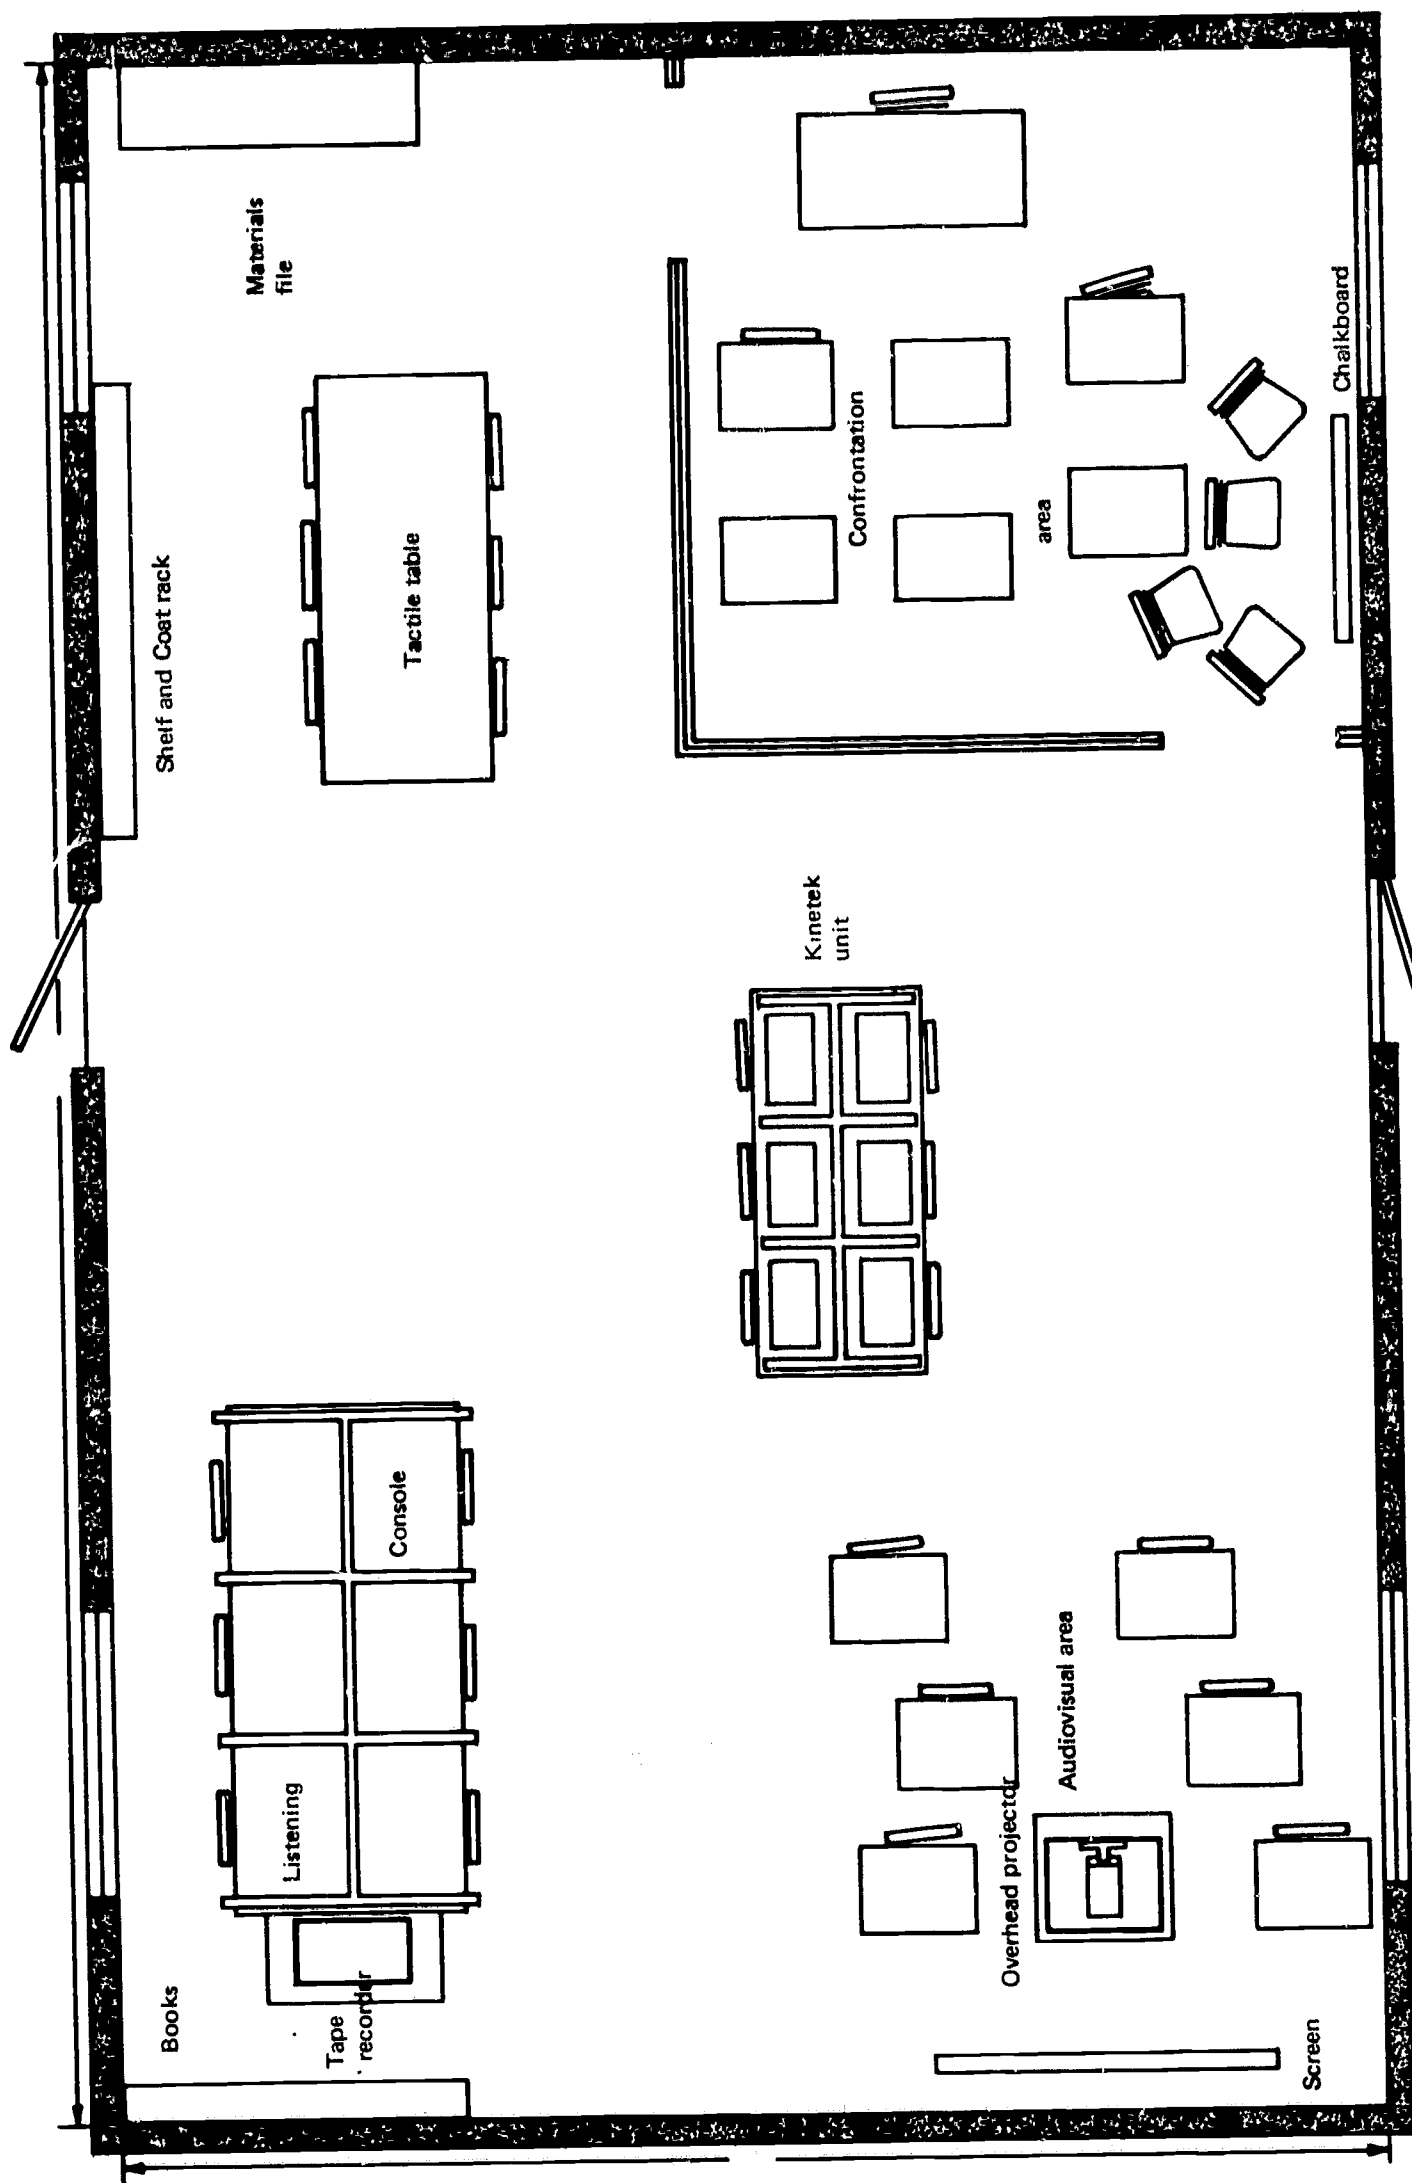 Materials
file
Shelf and Coat rack
Tactile table
Confrontation
area
Chalkboard
Kinetek
unit
Listening
Console
Books
Tape
recorder
Audiovisual area
Overhead projector
Screen